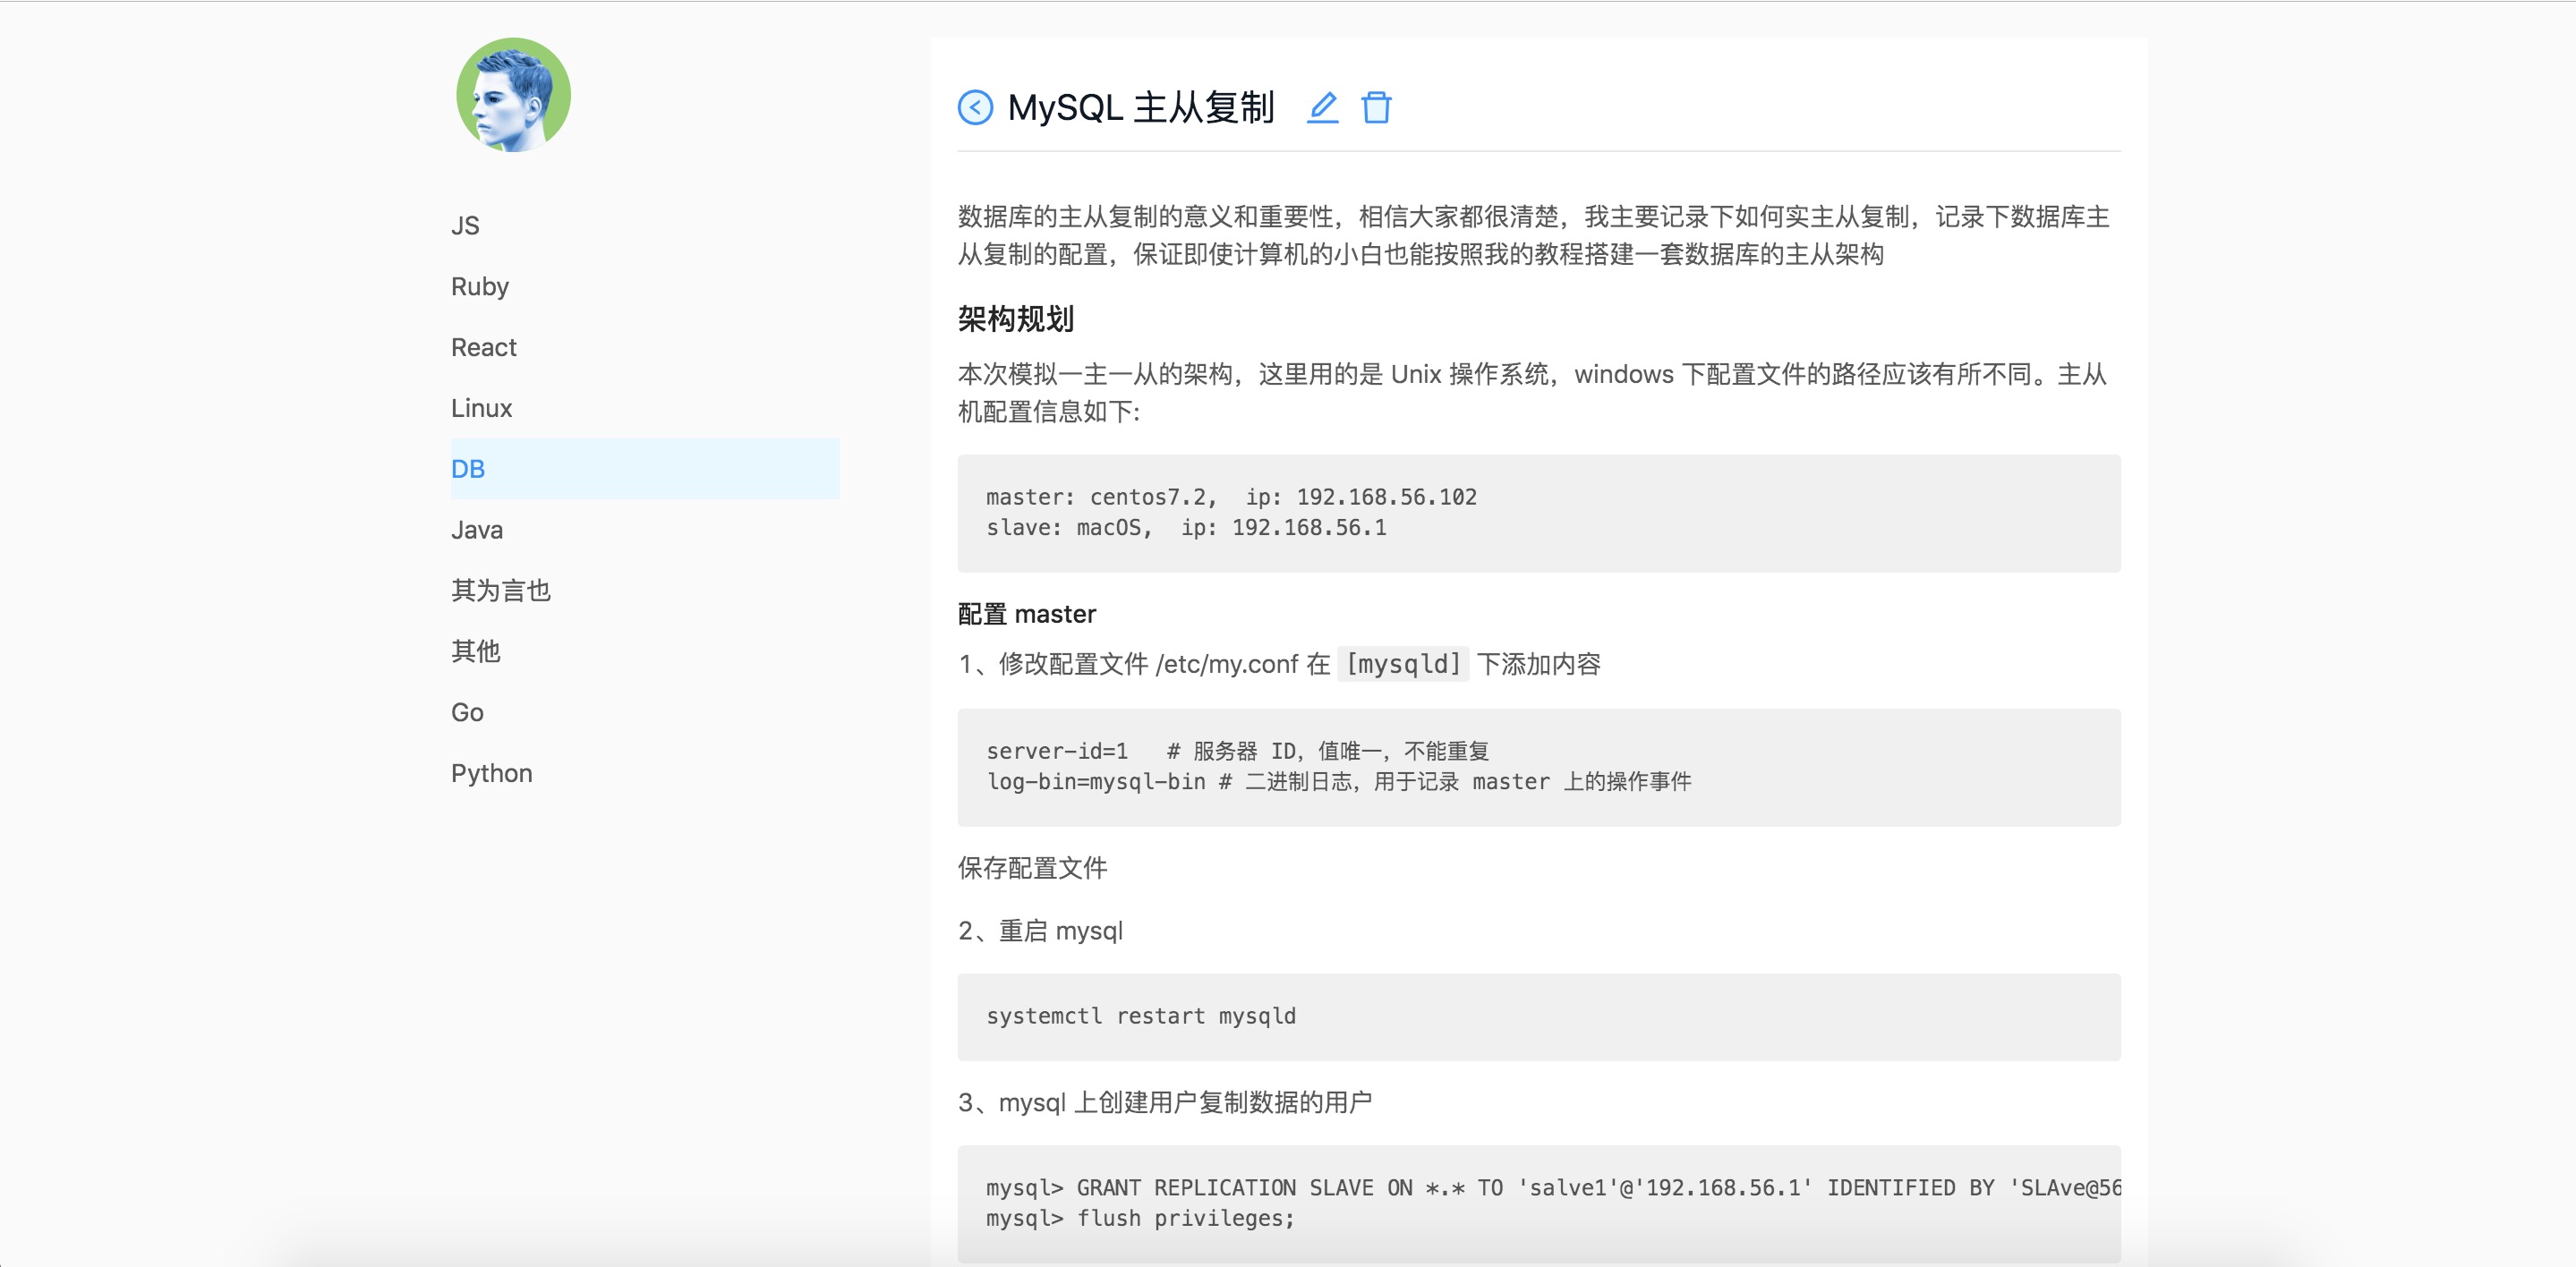 JS
Ruby
React
Linux
DB
Java
其为言也
其他
Go
Python
MySQL 主从复制
数据库的主从复制的意义和重要性，相信大家都很清楚，我主要记录下如何实主从复制，记录下数据库主
从复制的配置，保证即使计算机的小白也能按照我的教程搭建一套数据库的主从架构
架构规划
本次模拟一主一从的架构，这里用的是 Unix 操作系统，windows 下配置文件的路径应该有所不同。主从
机配置信息如下:
master: centos7.2,  ip: 192.168.56.102
slave: macOS,  ip: 192.168.56.1
配置 master
1、修改配置文件 /etc/my.conf 在 [mysqld] 下添加内容
server-id=1   # 服务器 ID，值唯一，不能重复
log-bin=mysql-bin # 二进制日志，用于记录 master 上的操作事件
保存配置文件
2、重启 mysql
systemctl restart mysqld
3、mysql 上创建用户复制数据的用户
mysql> GRANT REPLICATION SLAVE ON *.* TO 'salve1'@'192.168.56.1' IDENTIFIED BY 'SLAve@56
mysql> flush privileges;